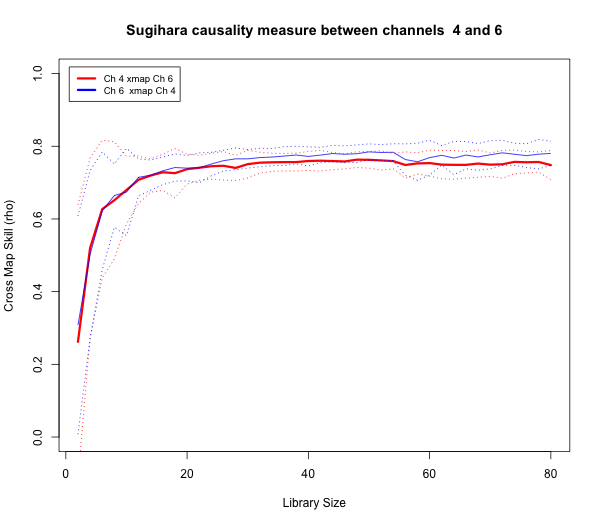 Sugihara causality measure between channels  4 and 6
Ch 4 xmap Ch 6
Ch 6  xmap Ch 4
Cross Map Skill (rho)
1.0
0.8
0.6
0.4
0.2
0.0
0 20 40 60 80
Library Size